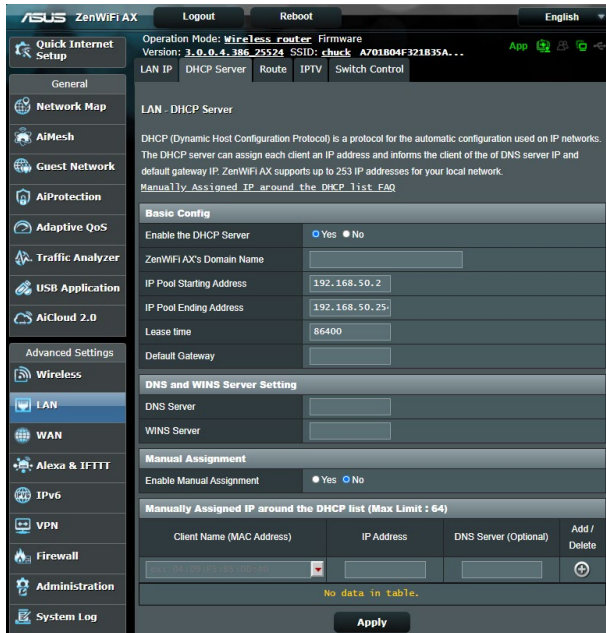 ASUS ZenWiFi AX Logout Reboot English
Quick Internet Setup
Operation Mode: Wireless router Firmware
Version: 3.0.0.4.386_25524 SSID: chuck A701B04F321B35A...
App
LAN IP DHCP Server Route IPTV Switch Control
General
Network Map
AiMesh
Guest Network
AiProtection
Adaptive QoS
Traffic Analyzer
USB Application
AiCloud 2.0
Advanced Settings
Wireless
LAN
WAN
Alexa & IFTTT
IPv6
VPN
Firewall
Administration
System Log
LAN - DHCP Server
DHCP (Dynamic Host Configuration Protocol) is a protocol for the automatic configuration used on IP networks.
The DHCP server can assign each client an IP address and informs the client of the of DNS server IP and
default gateway IP. ZenWiFi AX supports up to 253 IP addresses for your local network.
Manually Assigned IP around the DHCP list FAQ
Basic Config
Enable the DHCP Server Yes No
ZenWiFi AX's Domain Name
IP Pool Starting Address 192.168.50.2
IP Pool Ending Address 192.168.50.25
Lease time 86400
Default Gateway
DNS and WINS Server Setting
DNS Server
WINS Server
Manual Assignment
Enable Manual Assignment Yes No
Manually Assigned IP around the DHCP list (Max Limit : 64)
Client Name (MAC Address) IP Address DNS Server (Optional) Add / Delete
No data in table.
Apply